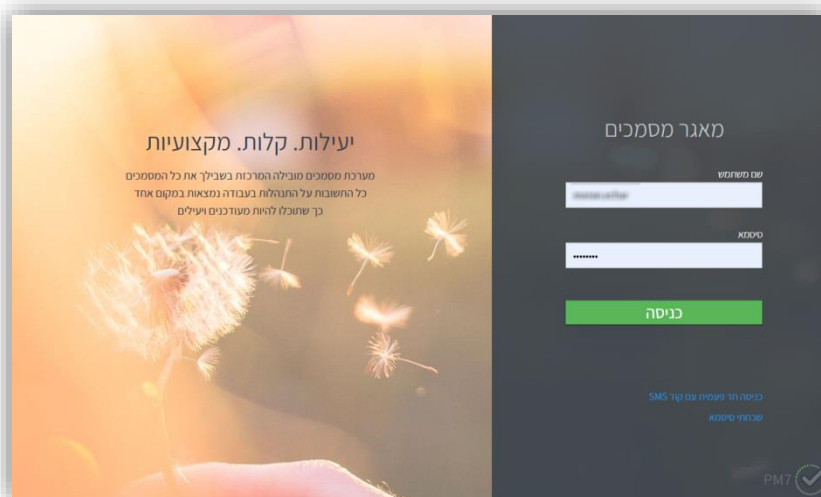 יעילות. קלות. מקצועיות
מערכת מסמכים מובילה המרכזת בשבילך את כל המסמכים
כל התשובות על התנהלות בעבודה נמצאות במקום אחד
כך שתוכלו להיות מעודכנים ויעילים
מאגר מסמכים
שם משתמש
סיסמא
כניסה
כניסה חד פעמית עם קוד SMS
שכחתי סיסמא
PM7